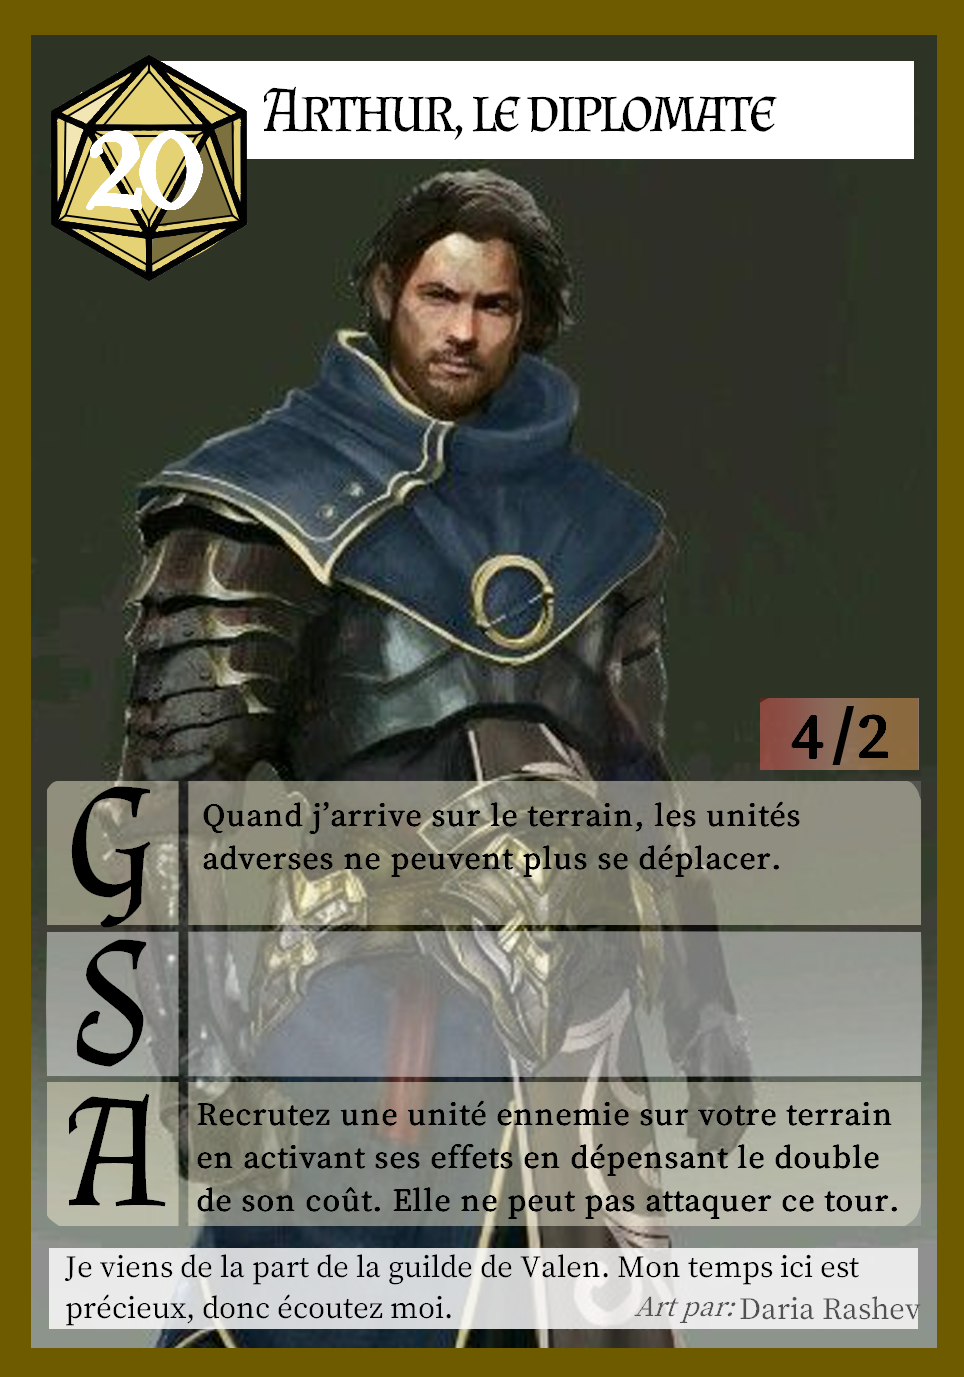 20
Arthur, le diplomate
4/2
G
Quand j'arrive sur le terrain, les unités
adverses ne peuvent plus se déplacer.
S
A
Recrutez une unité ennemie sur votre terrain
en activant ses effets en dépensant le double
de son coût. Elle ne peut pas attaquer ce tour.
Je viens de la part de la guilde de Valen. Mon temps ici est
précieux, donc écoutez moi.
Art par: Daria Rashev